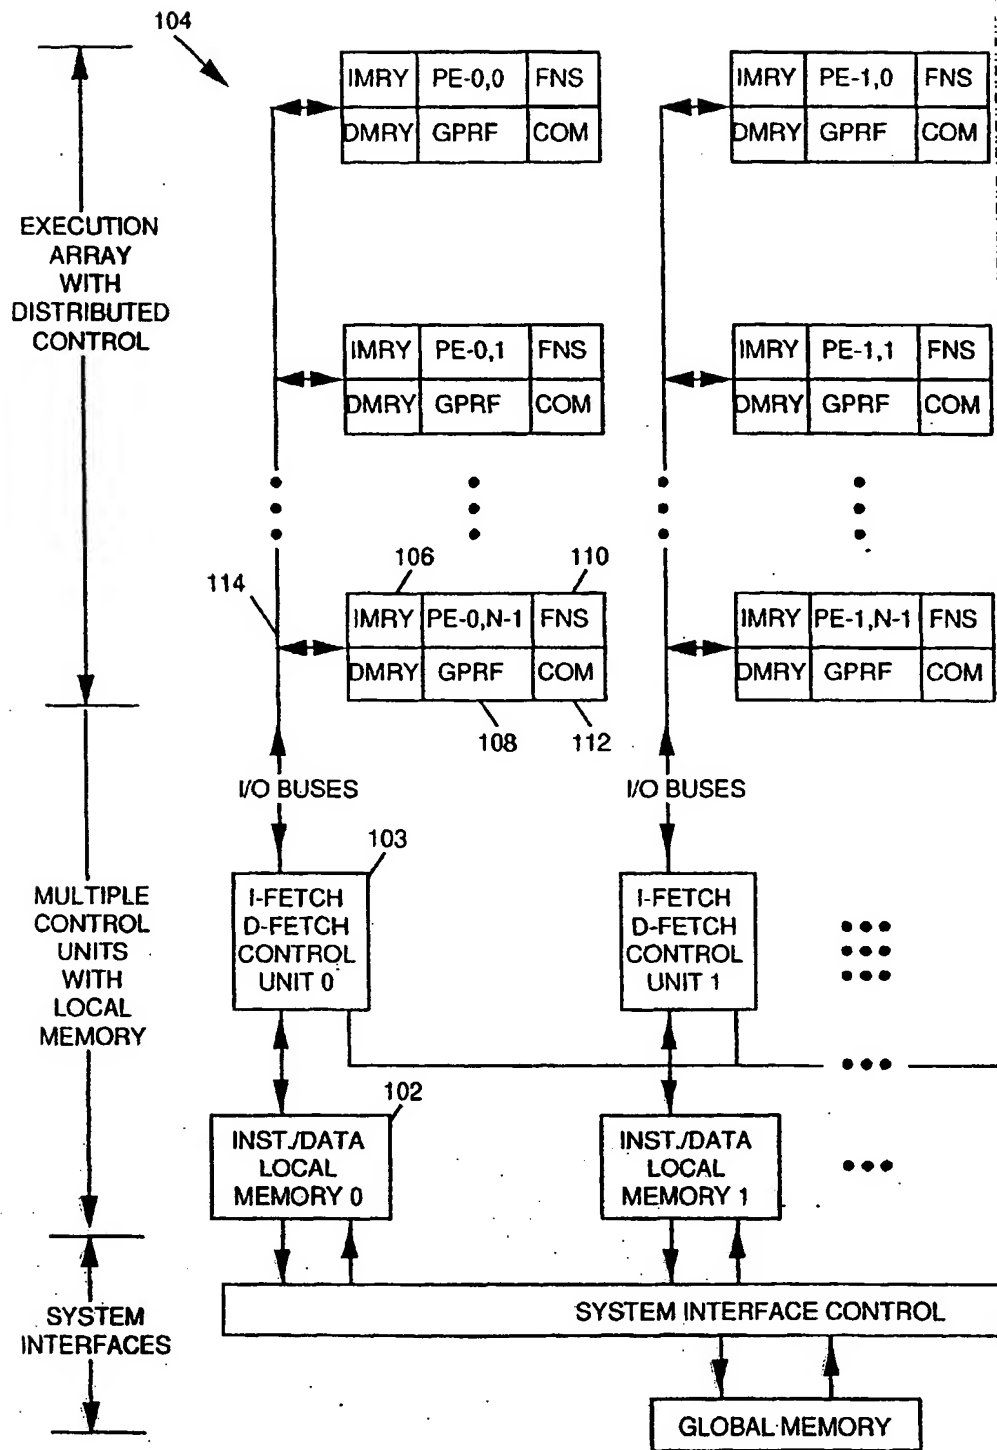 104
IMRY PE-0,0 FNS
DMRY GPRF COM
IMRY PE-1,0 FNS
DMRY GPRF COM
EXECUTION
ARRAY
WITH
DISTRIBUTED
CONTROL
IMRY PE-0,1 FNS
DMRY GPRF COM
IMRY PE-1,1 FNS
DMRY GPRF COM
114
106
110
IMRY PE-0,N-1 FNS
DMRY GPRF COM
IMRY PE-1,N-1 FNS
DMRY GPRF COM
108
112
I/O BUSES
I/O BUSES
103
MULTIPLE
CONTROL
UNITS
WITH
LOCAL
MEMORY
I-FETCH
D-FETCH
CONTROL
UNIT 0
I-FETCH
D-FETCH
CONTROL
UNIT 1
102
INST./DATA
LOCAL
MEMORY 0
INST./DATA
LOCAL
MEMORY 1
SYSTEM
INTERFACES
SYSTEM INTERFACE CONTROL
GLOBAL MEMORY